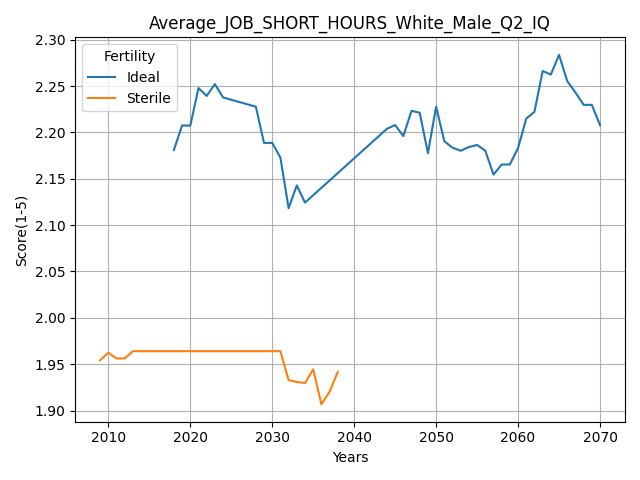 Average_JOB_SHORT_HOURS_White_Male_Q2_IQ
Fertility
Ideal
Sterile
Score(1-5)
2.30
2.25
2.20
2.15
2.10
2.05
2.00
1.95
1.90
2010 2020 2030 2040 2050 2060 2070
Years